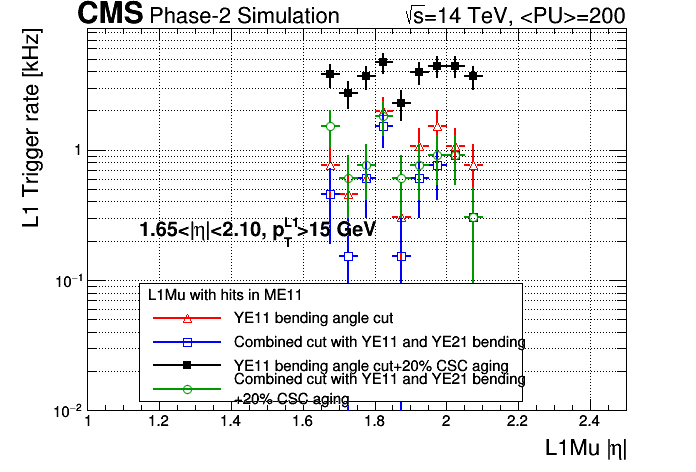 CMS Phase-2 Simulation √s=14 TeV, <PU>=200
L1 Trigger rate [kHz]
1
10⁻¹
10⁻²
1.65<|η|<2.10, p_T^L1>15 GeV
L1Mu with hits in ME11
YE11 bending angle cut
Combined cut with YE11 and YE21 bending
YE11 bending angle cut+20% CSC aging
Combined cut with YE11 and YE21 bending
+20% CSC aging
1 1.2 1.4 1.6 1.8 2 2.2 2.4
L1Mu |η|